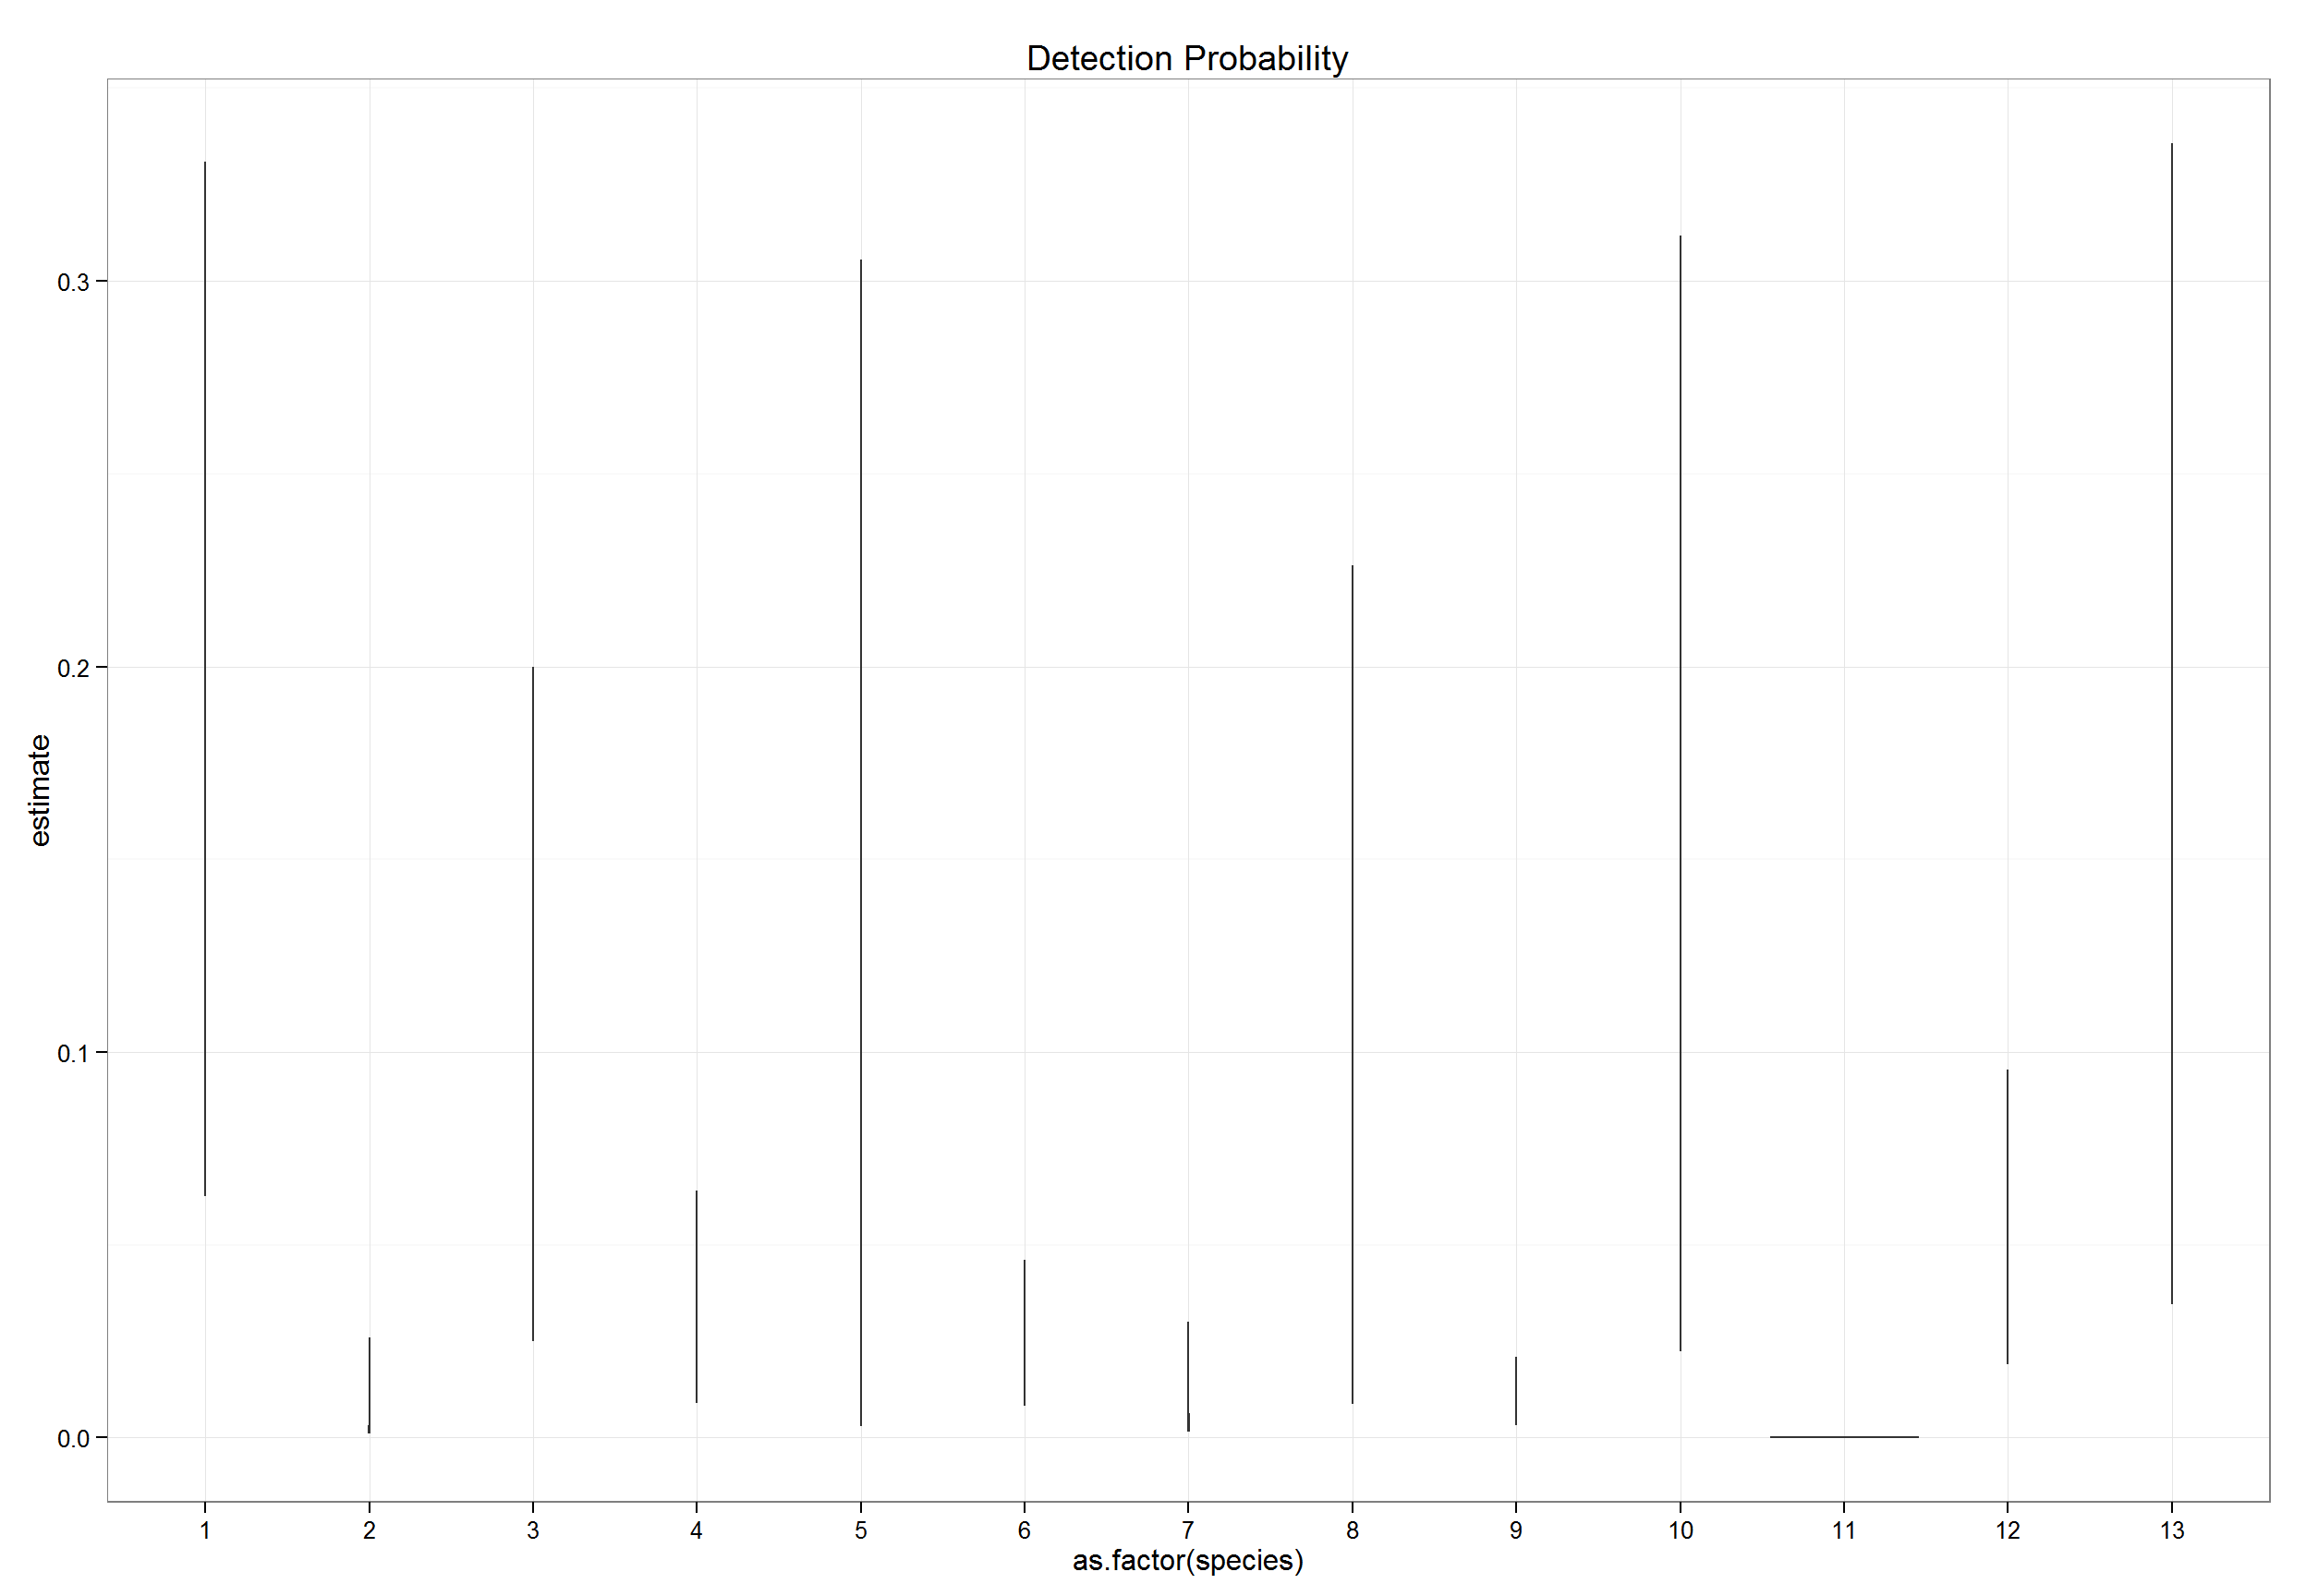 Detection Probability
estimate
0.3
0.2
0.1
0.0
1 2 3 4 5 6 7 8 9 10 11 12 13
as.factor(species)